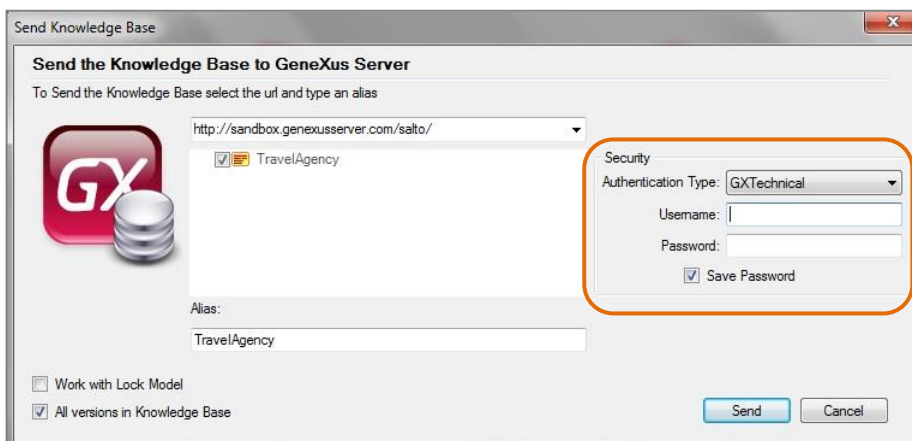 Send Knowledge Base
Send the Knowledge Base to GeneXus Server
To Send the Knowledge Base select the url and type an alias
http://sandbox.genexusserver.com/salto/
TravelAgency
GX
Security
Authentication Type: GXTechnical
Username:
Password:
Save Password
Alias:
TravelAgency
Work with Lock Model
All versions in Knowledge Base
Send Cancel